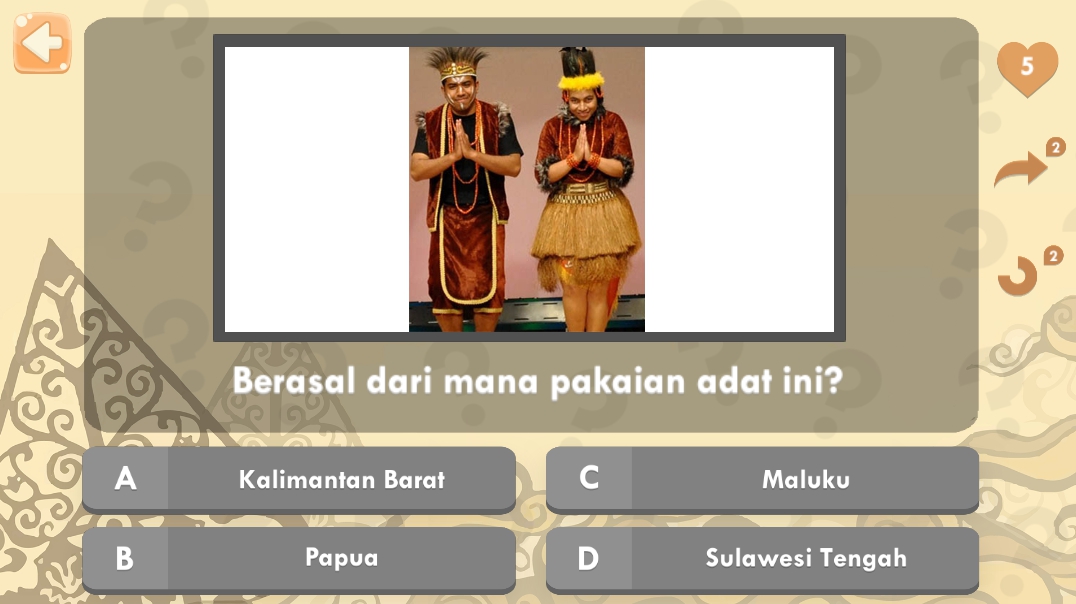 5
2
2
Berasal dari mana pakaian adat ini?
A Kalimantan Barat
C Maluku
B Papua
D Sulawesi Tengah